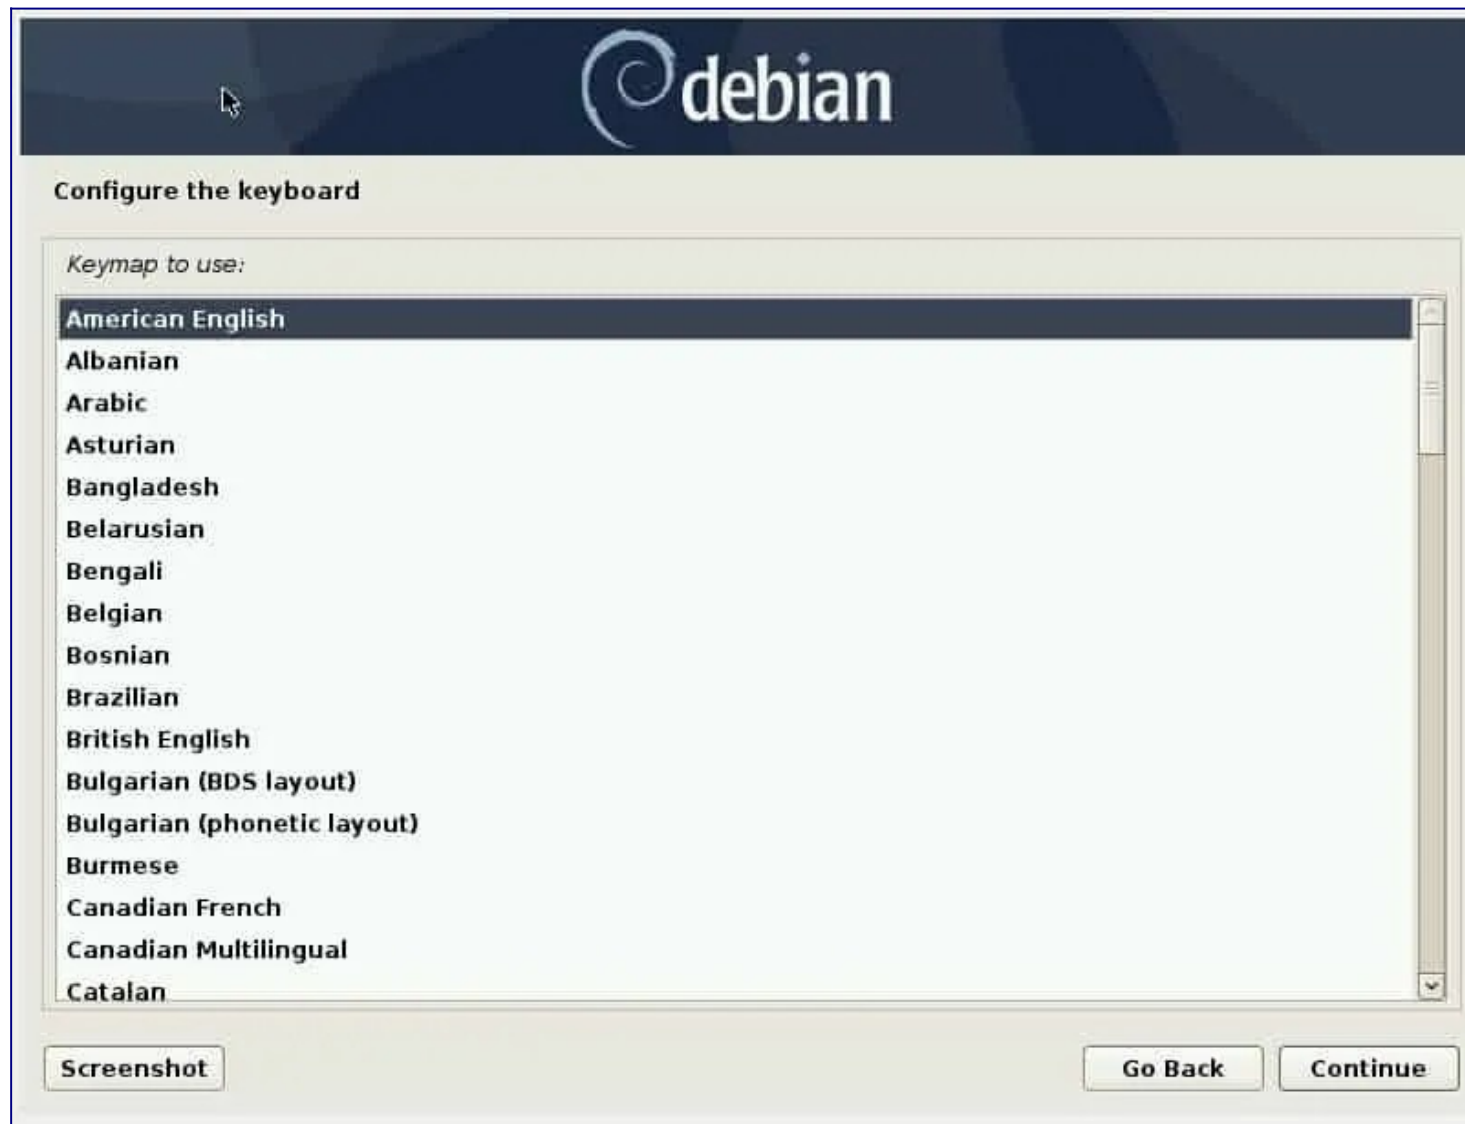 debian
Configure the keyboard
Keymap to use:
American English
Albanian
Arabic
Asturian
Bangladesh
Belarusian
Bengali
Belgian
Bosnian
Brazilian
British English
Bulgarian (BDS layout)
Bulgarian (phonetic layout)
Burmese
Canadian French
Canadian Multilingual
Catalan
Screenshot
Go Back
Continue